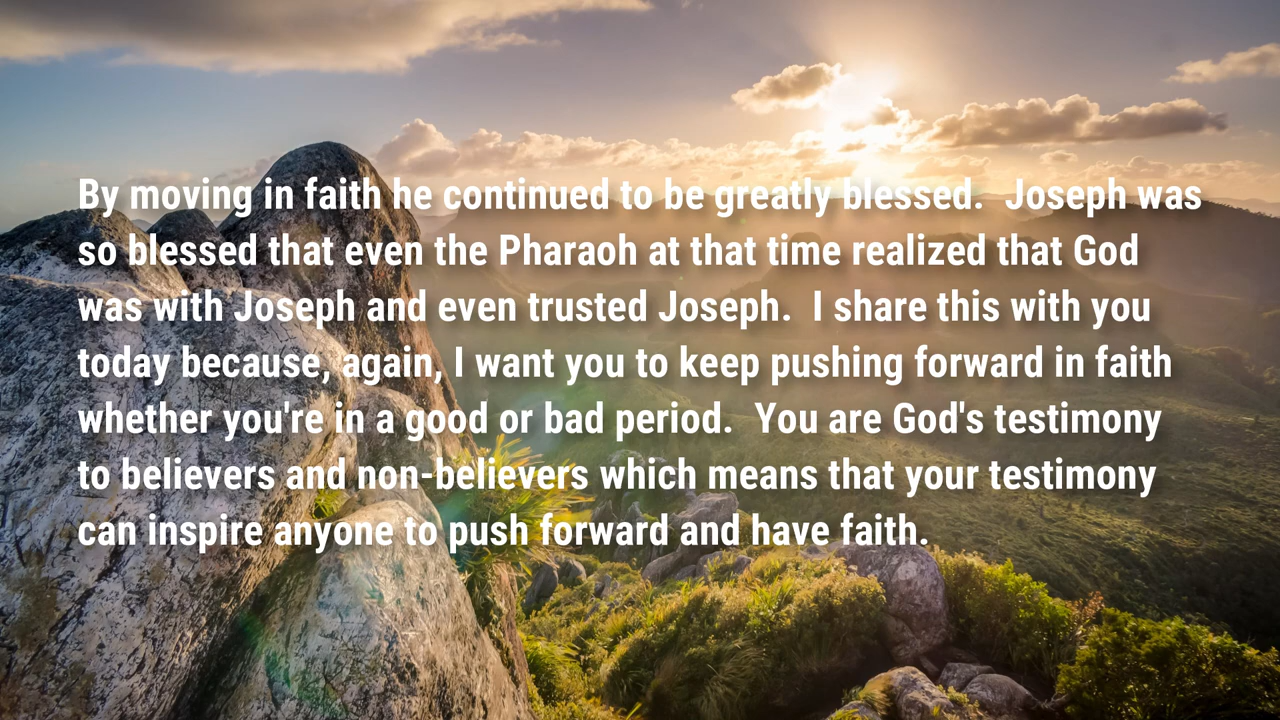 By moving in faith he continued to be greatly blessed.  Joseph was
so blessed that even the Pharaoh at that time realized that God
was with Joseph and even trusted Joseph.  I share this with you
today because, again, I want you to keep pushing forward in faith
whether you're in a good or bad period.  You are God's testimony
to believers and non-believers which means that your testimony
can inspire anyone to push forward and have faith.